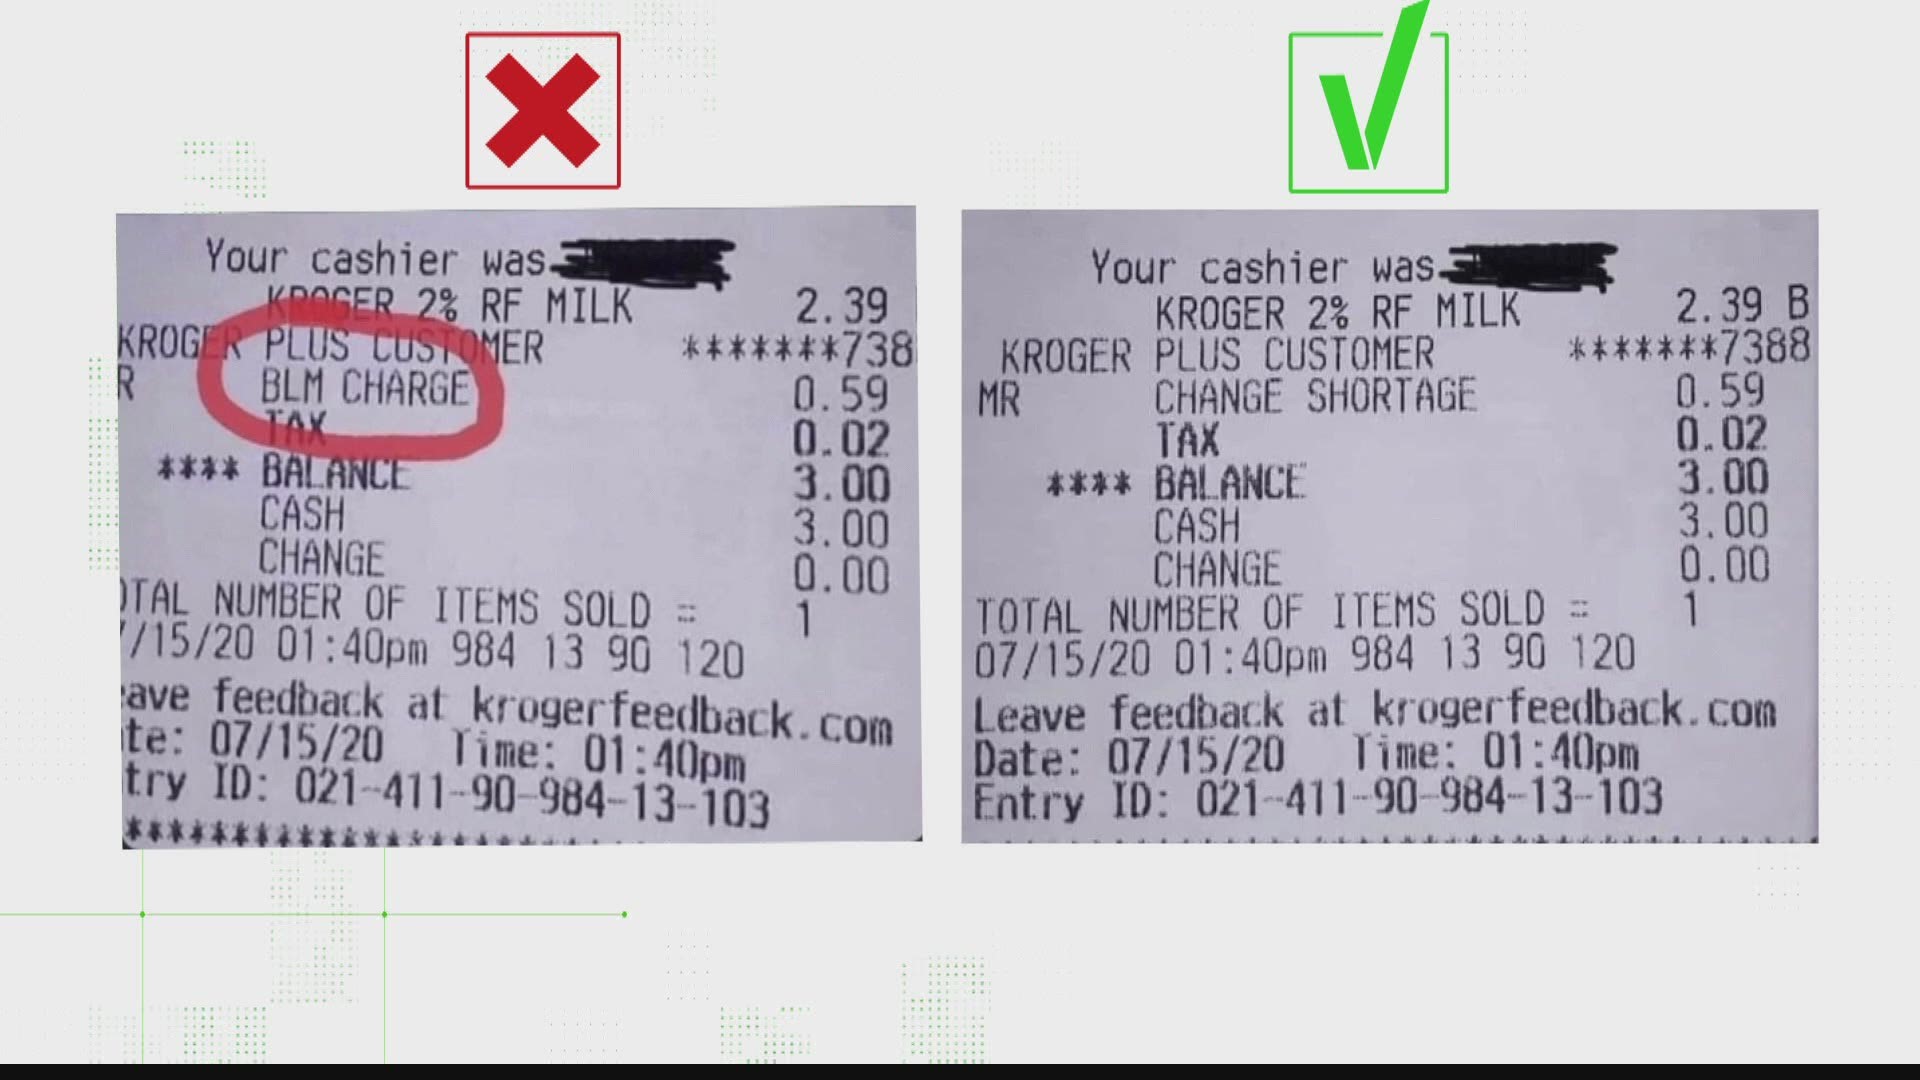 Your cashier was
KROGER 2% RF MILK 2.39
KROGER PLUS CUSTOMER *******738
R BLM CHARGE 0.59
TAX 0.02
**** BALANCE 3.00
CASH 3.00
CHANGE 0.00
OTAL NUMBER OF ITEMS SOLD = 1
/15/20 01:40pm 984 13 90 120
eave feedback at krogerfeedback.com
te: 07/15/20 Time: 01:40pm
try ID: 021-411-90-984-13-103
Your cashier was
KROGER 2% RF MILK 2.39 B
KROGER PLUS CUSTOMER *******7388
MR CHANGE SHORTAGE 0.59
TAX 0.02
**** BALANCE 3.00
CASH 3.00
CHANGE 0.00
TOTAL NUMBER OF ITEMS SOLD = 1
07/15/20 01:40pm 984 13 90 120
Leave feedback at krogerfeedback.com
Date: 07/15/20 Time: 01:40pm
Entry ID: 021-411-90-984-13-103